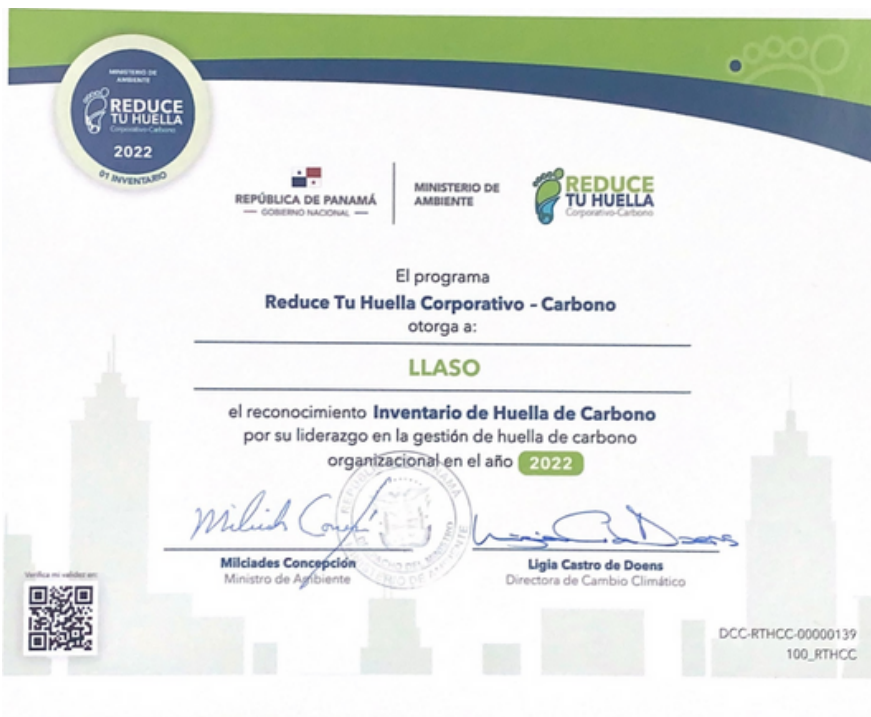 MINISTERIO DE
AMBIENTE
REDUCE
TU HUELLA
Corporativo-Carbono
2022
01 INVENTARIO
REPÚBLICA DE PANAMÁ
— GOBIERNO NACIONAL —
MINISTERIO DE
AMBIENTE
REDUCE
TU HUELLA
Corporativo-Carbono
El programa
Reduce Tu Huella Corporativo - Carbono
otorga a:
LLASO
el reconocimiento Inventario de Huella de Carbono
por su liderazgo en la gestión de huella de carbono
organizacional en el año 2022
Milciades Concepción
Ministro de Ambiente
Ligia Castro de Doens
Directora de Cambio Climático
Verifica mi validez en:
DCC-RTHCC-00000139
100_RTHCC